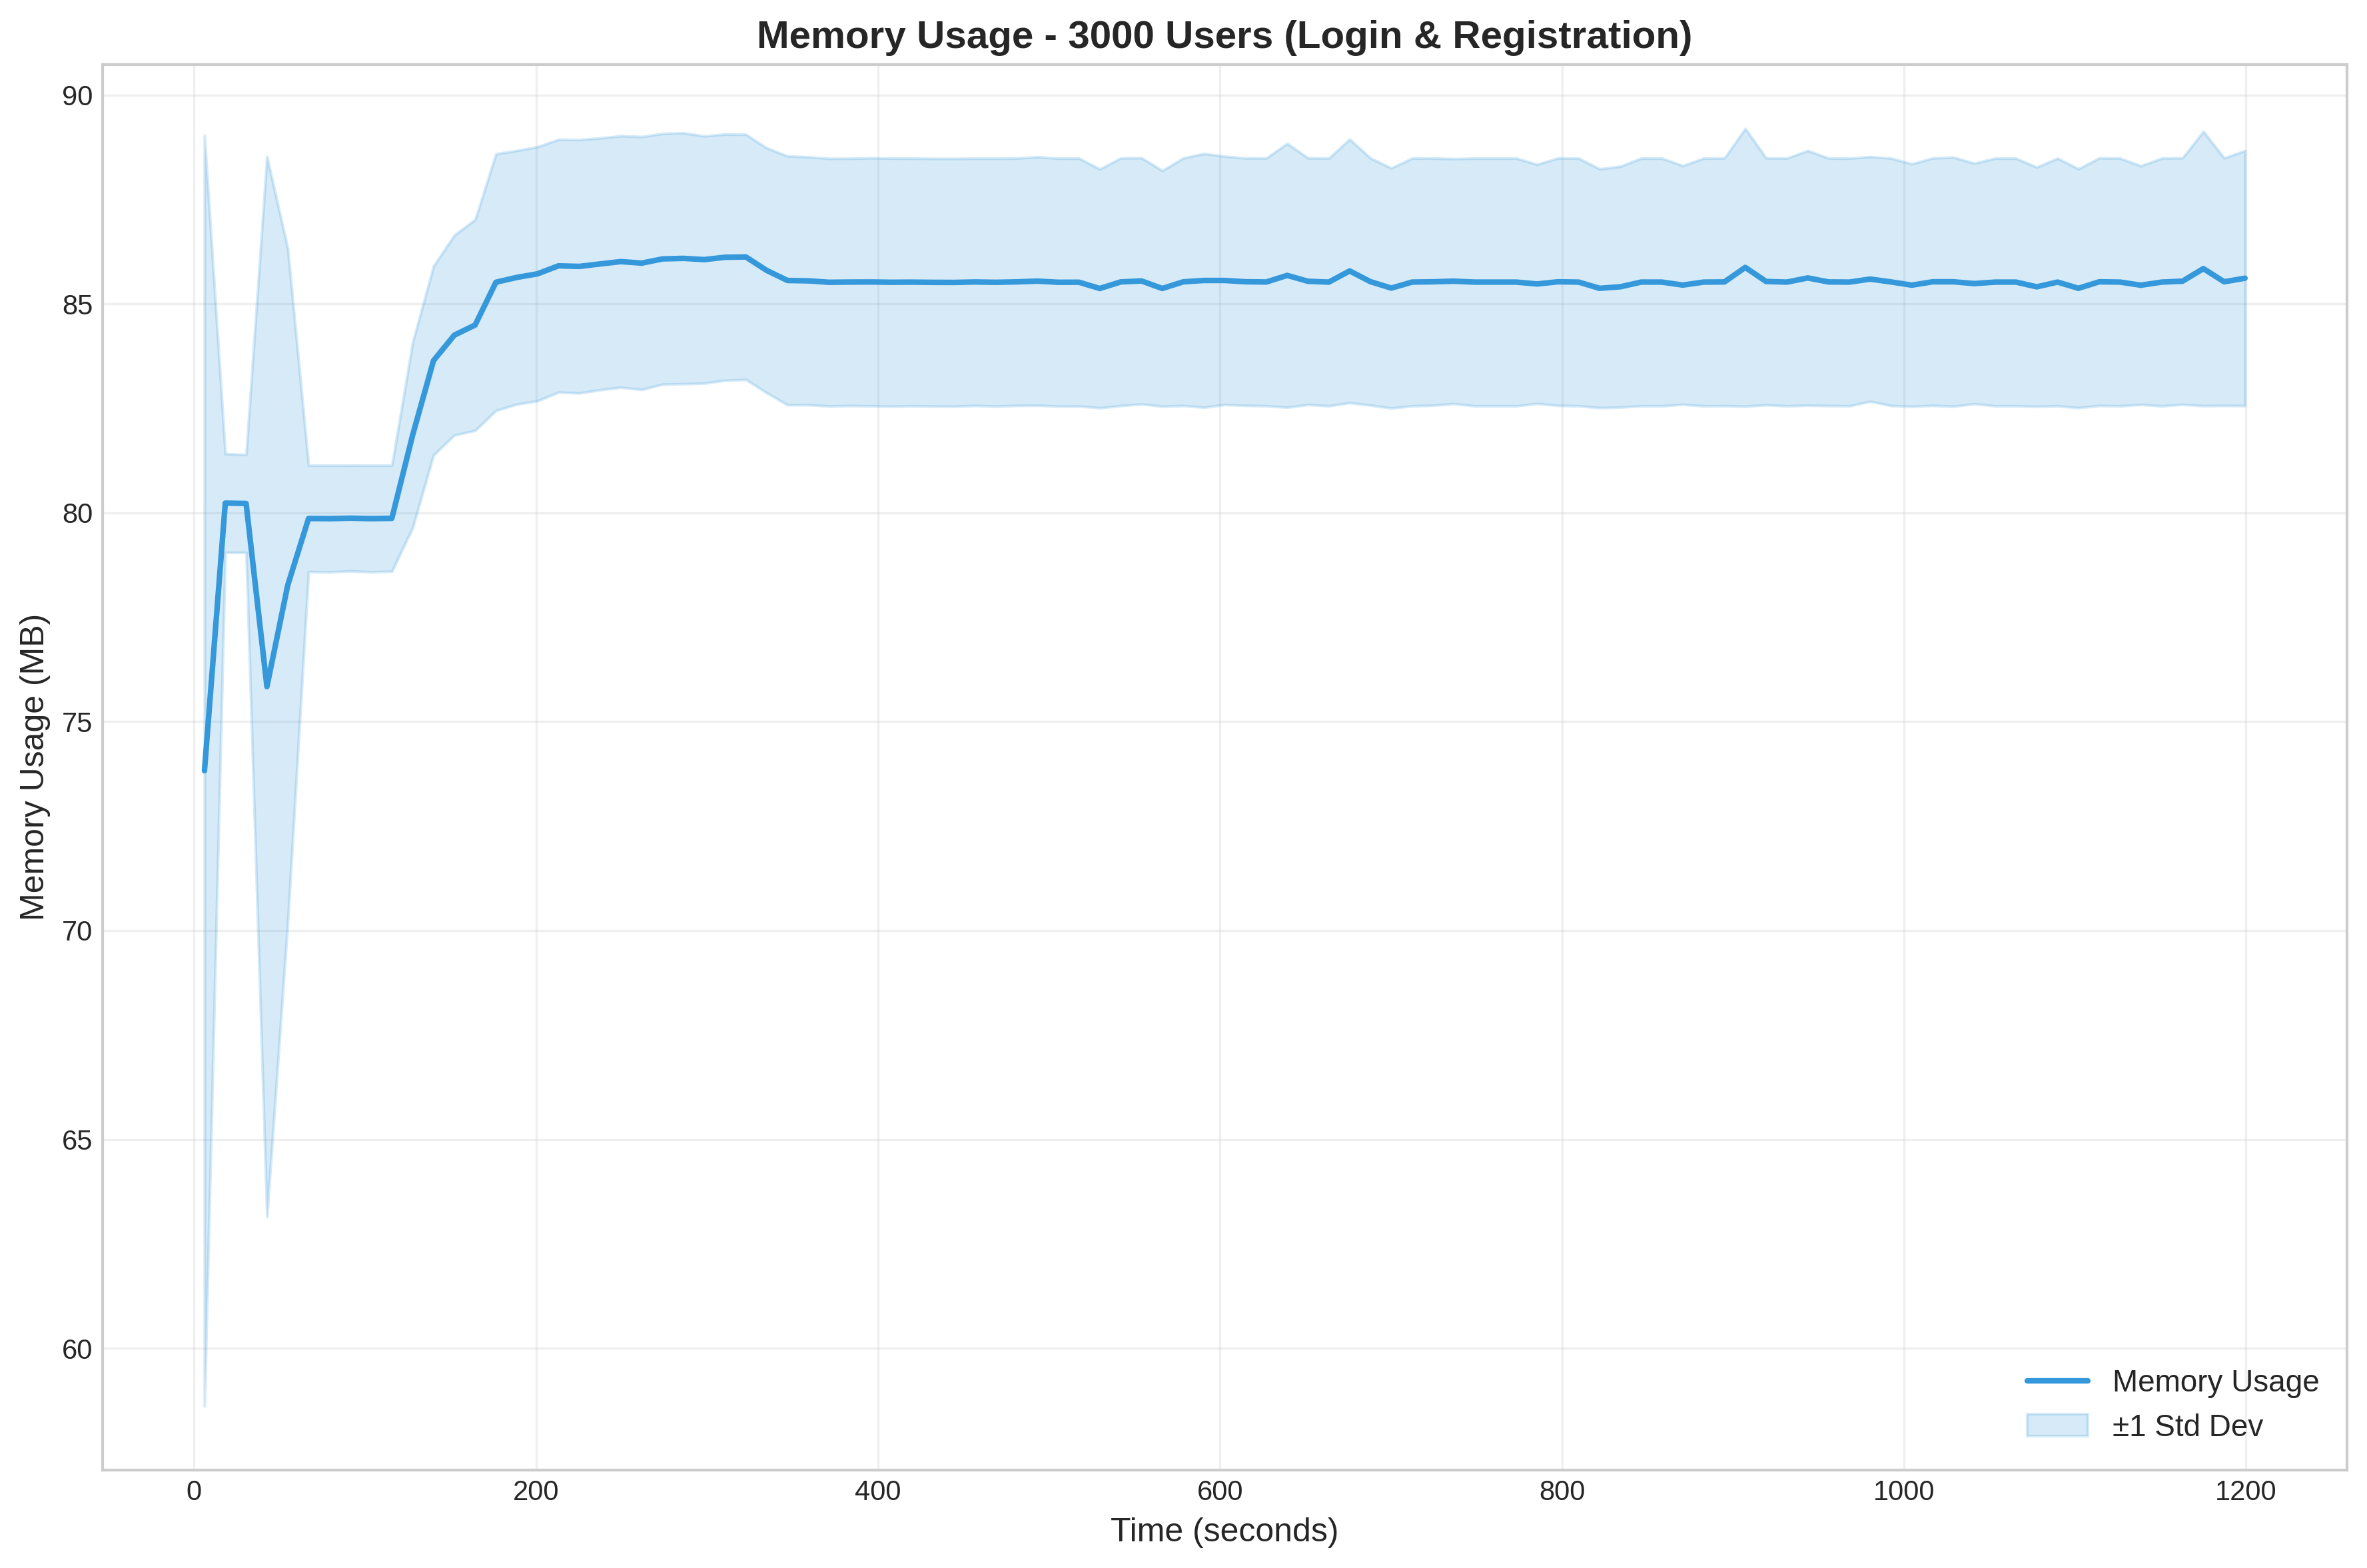 Memory Usage - 3000 Users (Login & Registration)
Memory Usage (MB)
90
85
80
75
70
65
60
0
200
400
600
800
1000
1200
Time (seconds)
Memory Usage
±1 Std Dev